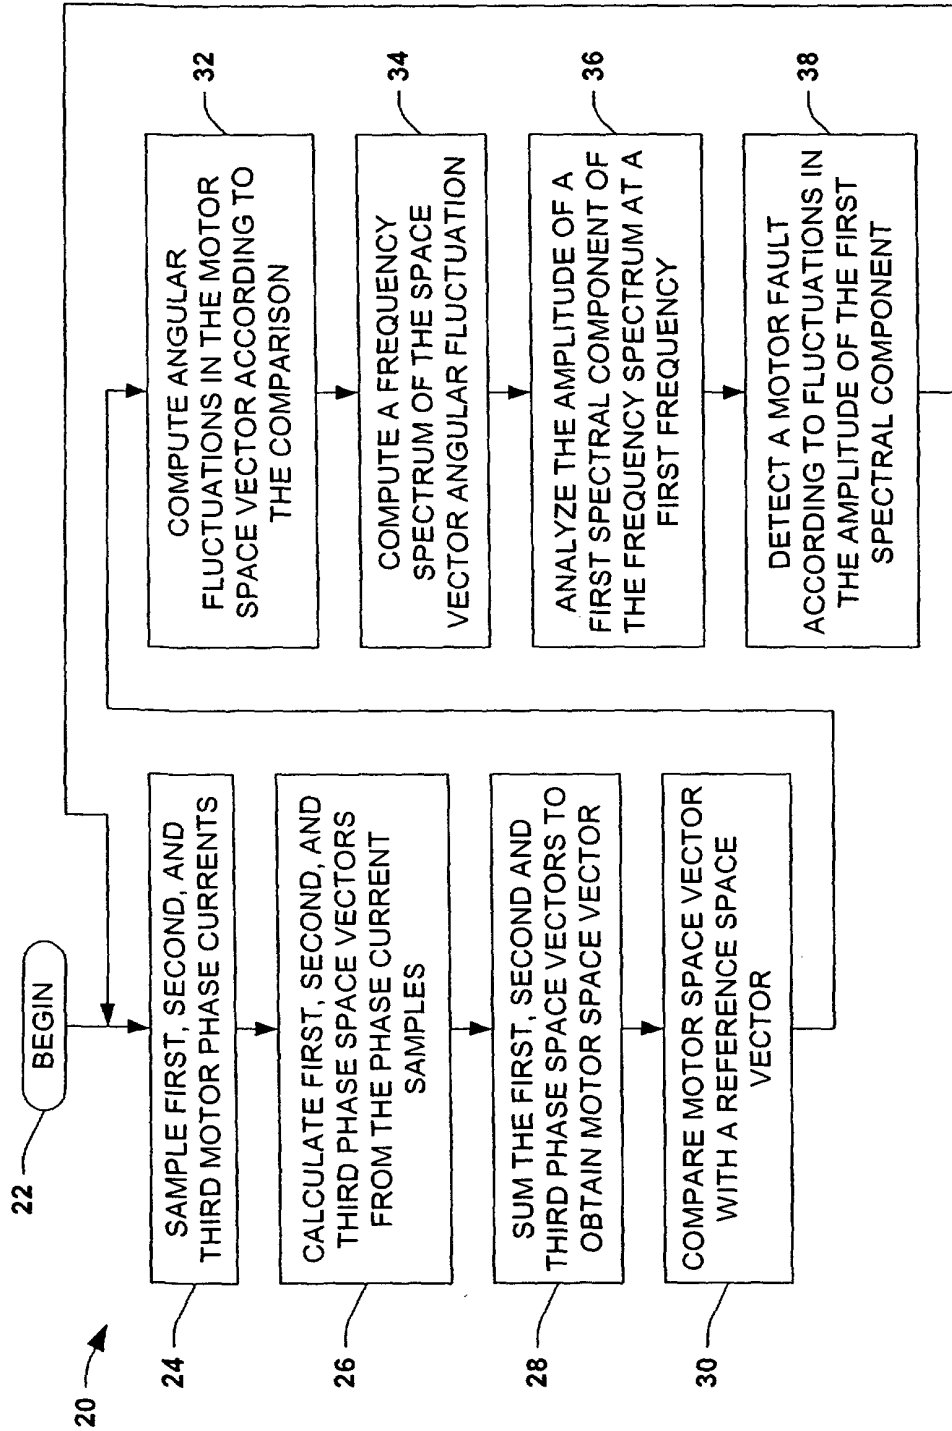 20
22
BEGIN
24
SAMPLE FIRST, SECOND, AND
THIRD MOTOR PHASE CURRENTS
26
CALCULATE FIRST, SECOND, AND
THIRD PHASE SPACE VECTORS
FROM THE PHASE CURRENT
SAMPLES
28
SUM THE FIRST, SECOND AND
THIRD PHASE SPACE VECTORS TO
OBTAIN MOTOR SPACE VECTOR
30
COMPARE MOTOR SPACE VECTOR
WITH A REFERENCE SPACE
VECTOR
32
COMPUTE ANGULAR
FLUCTUATIONS IN THE MOTOR
SPACE VECTOR ACCORDING TO
THE COMPARISON
34
COMPUTE A FREQUENCY
SPECTRUM OF THE SPACE
VECTOR ANGULAR FLUCTUATION
36
ANALYZE THE AMPLITUDE OF A
FIRST SPECTRAL COMPONENT OF
THE FREQUENCY SPECTRUM AT A
FIRST FREQUENCY
38
DETECT A MOTOR FAULT
ACCORDING TO FLUCTUATIONS IN
THE AMPLITUDE OF THE FIRST
SPECTRAL COMPONENT